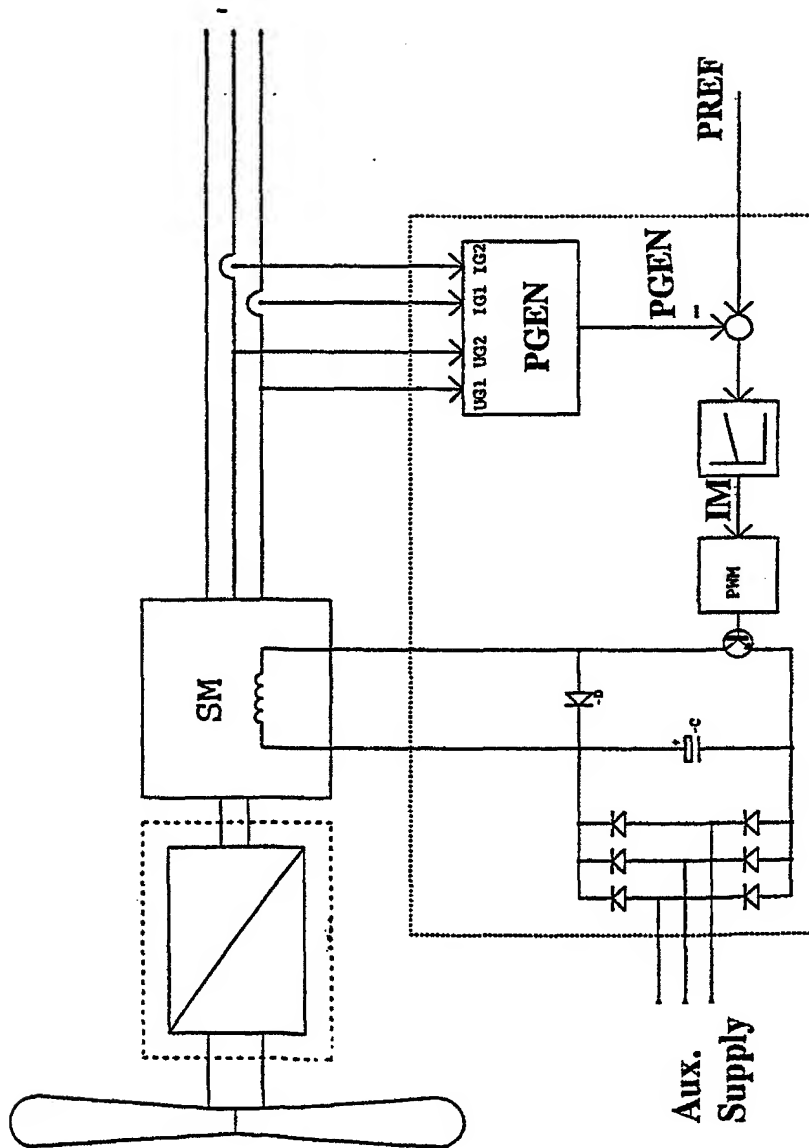 SM
UG1 UG2 IG1 IG2
PGEN
PGEN
-
PREF
IM
PWM
-D
+
-C
Aux.
Supply